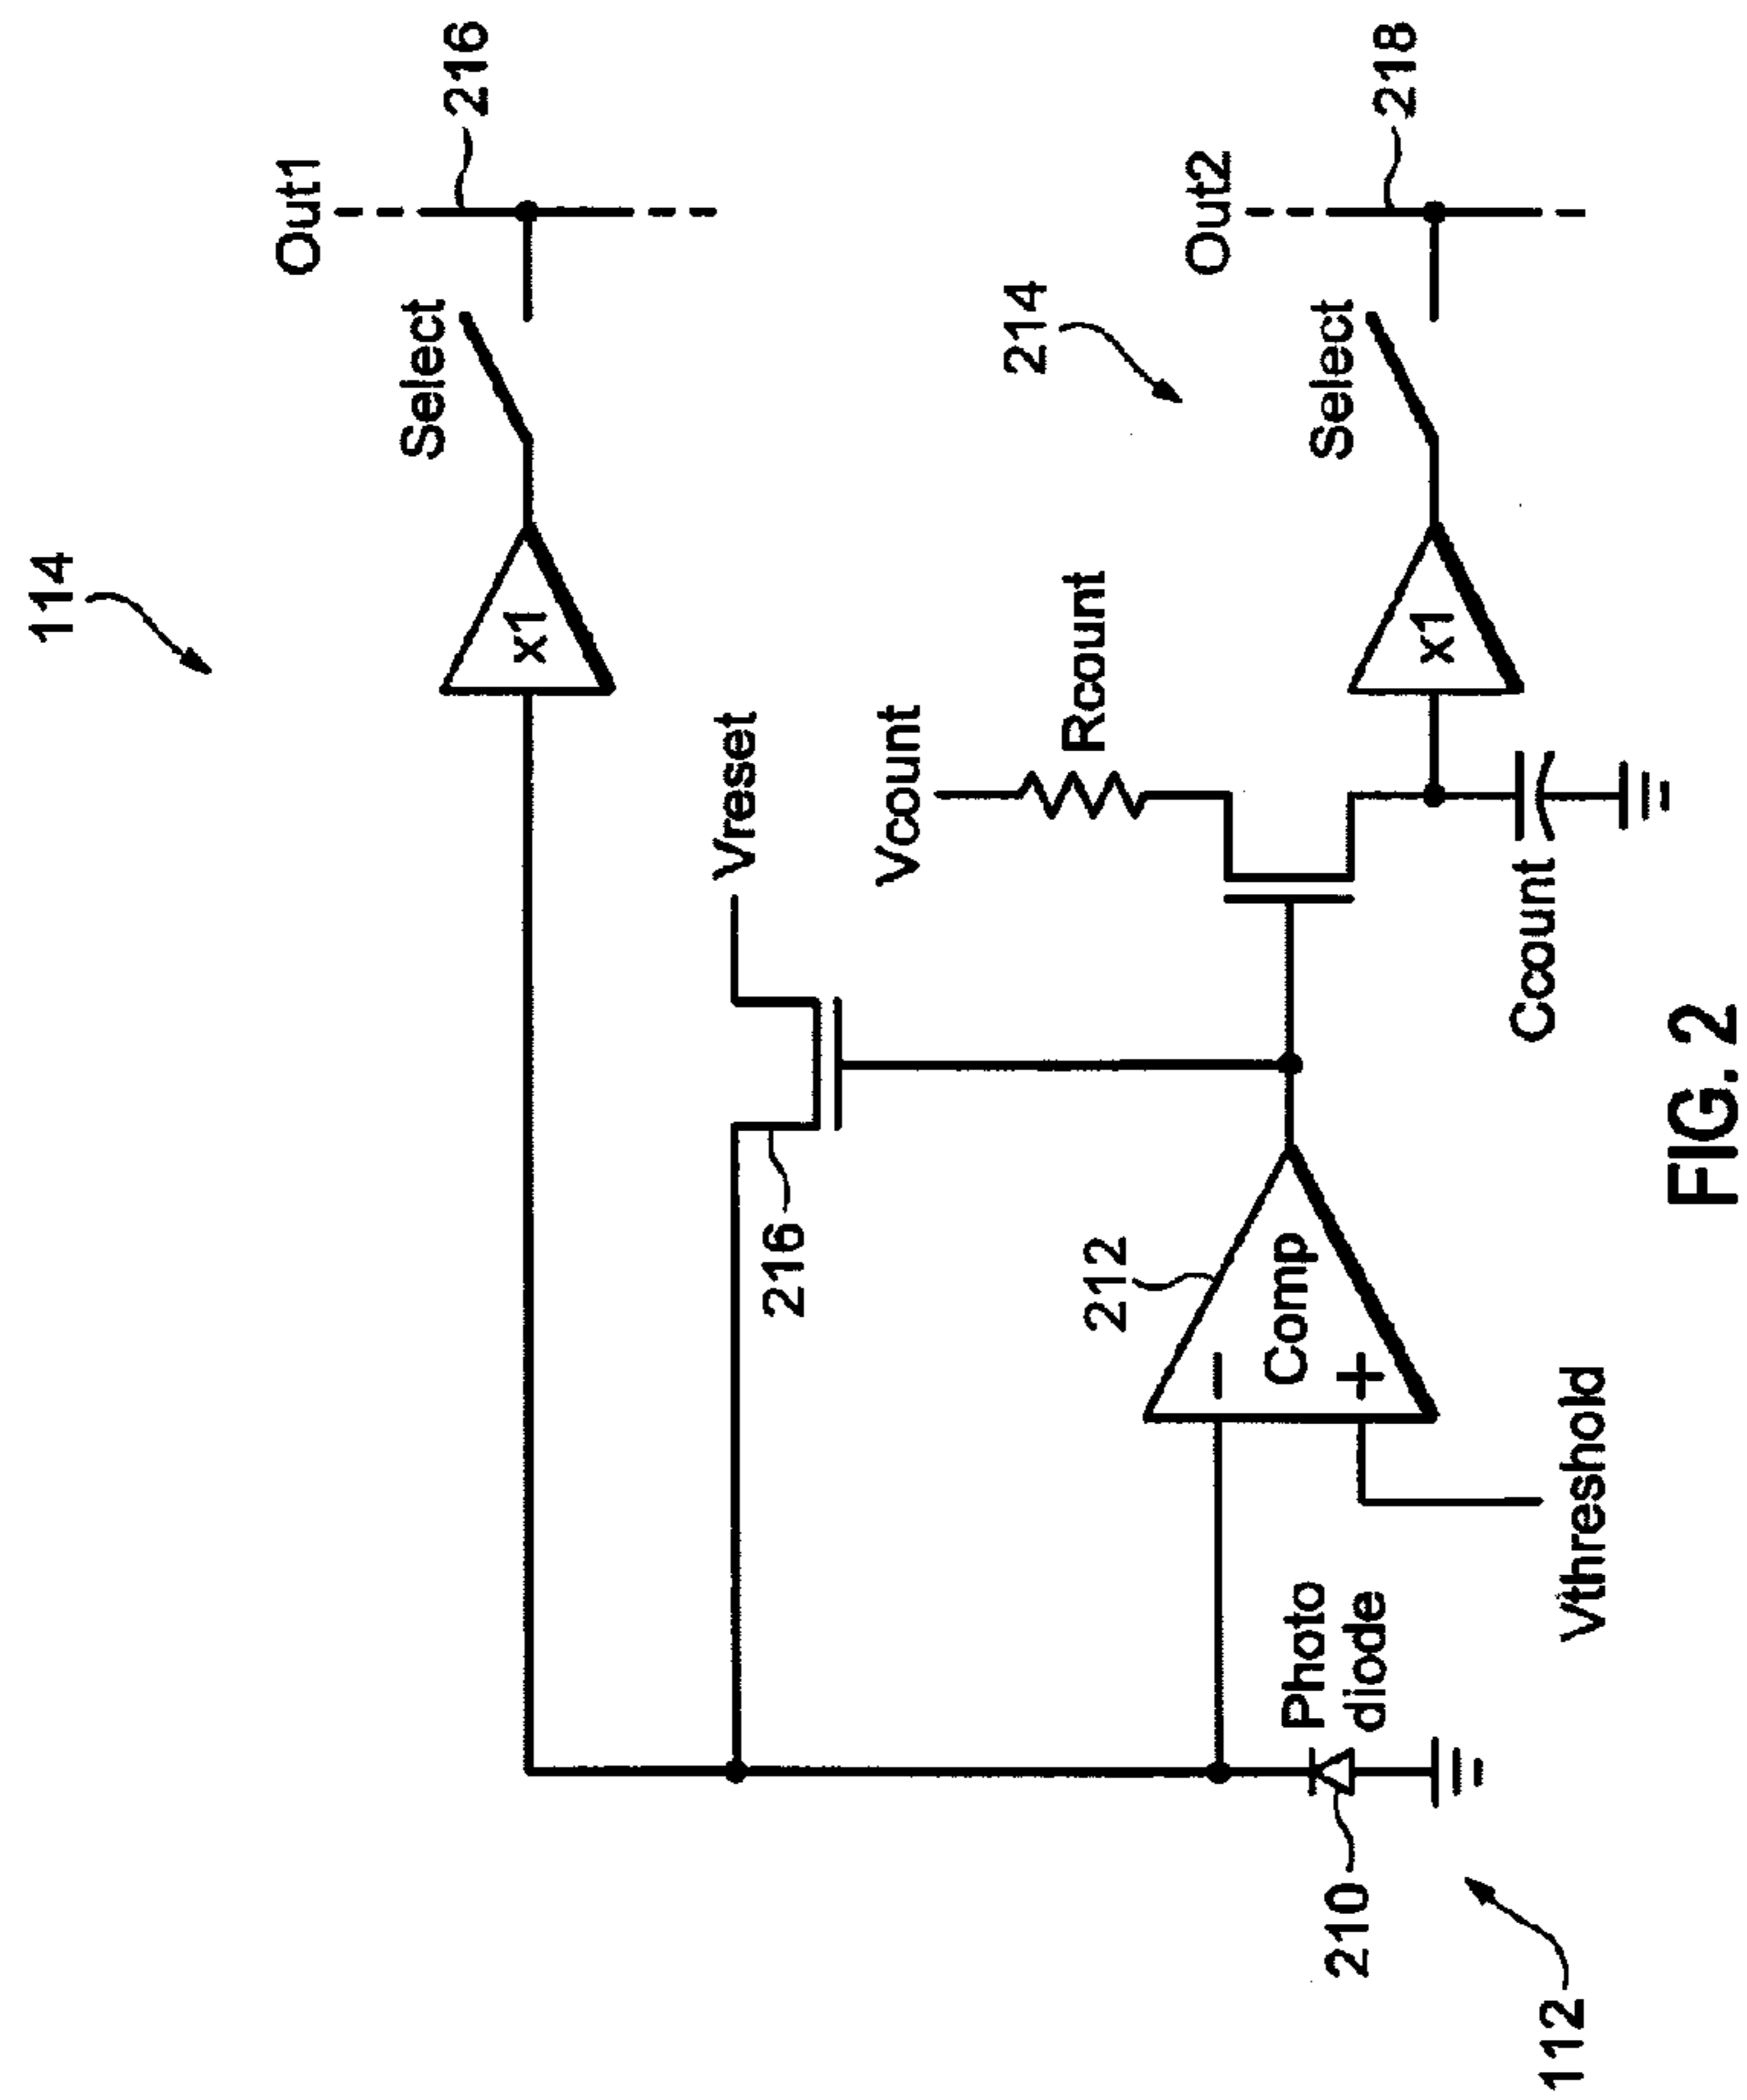 114
Out1
216
Select
x1
Vreset
216
Out2
218
214
Select
Vcount
Rcount
x1
212
Comp
−
+
Ccount
Photo
diode
210
Vthreshold
112
FIG. 2